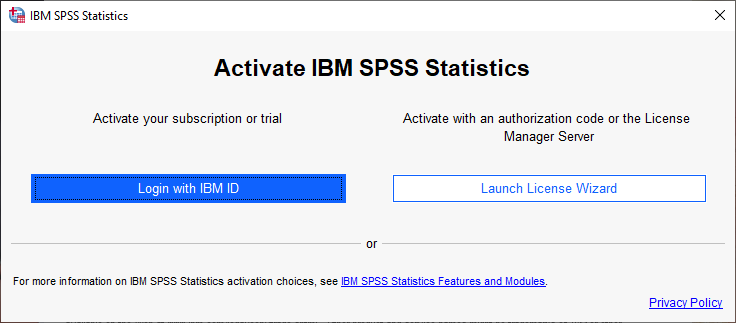 IBM SPSS Statistics
Activate IBM SPSS Statistics
Activate your subscription or trial
Activate with an authorization code or the License
Manager Server
Login with IBM ID
Launch License Wizard
or
For more information on IBM SPSS Statistics activation choices, see IBM SPSS Statistics Features and Modules.
Privacy Policy